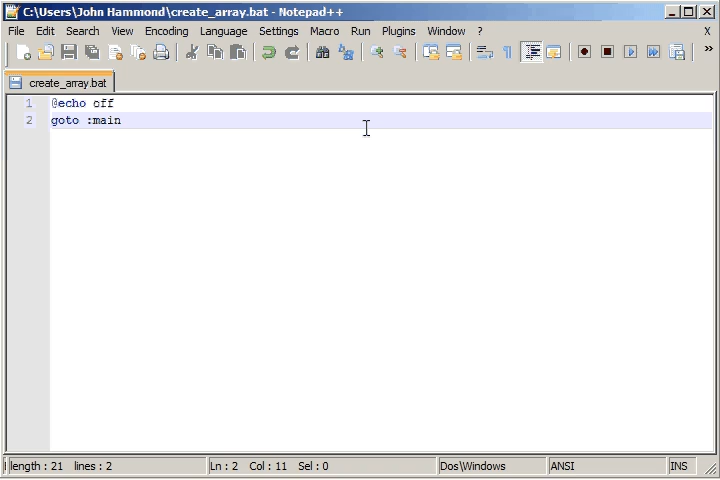 C:\Users\John Hammond\create_array.bat - Notepad++
File Edit Search View Encoding Language Settings Macro Run Plugins Window ? X
create_array.bat
1 @echo off
2 goto :main
length : 21 lines : 2 Ln : 2 Col : 11 Sel : 0 Dos\Windows ANSI INS